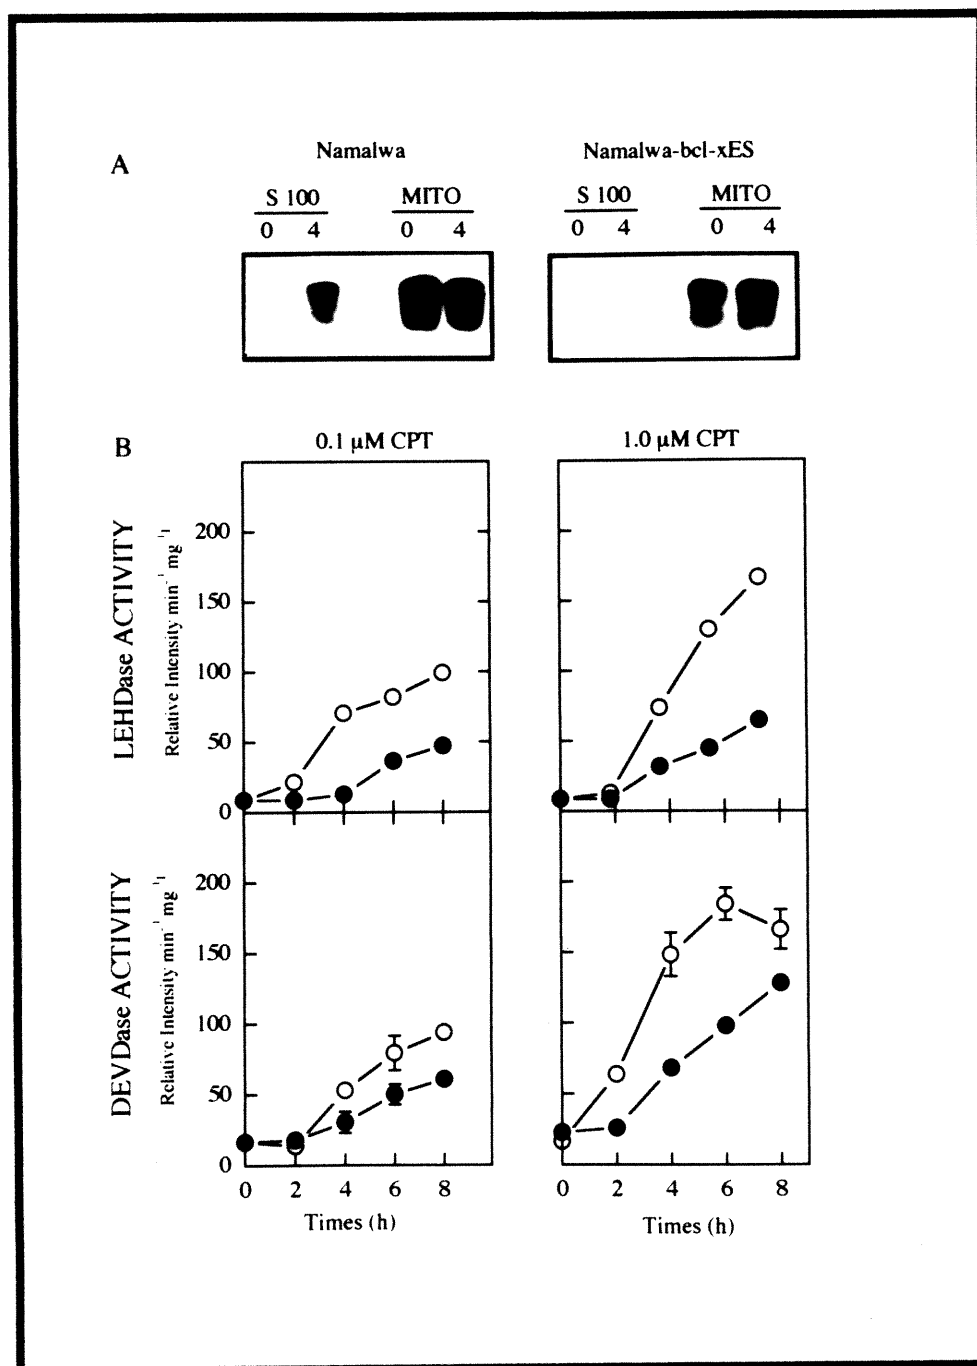 A
Namalwa
Namalwa-bcl-xES
S 100
MITO
S 100
MITO
0 4
0 4
0 4
0 4
B
0.1 μM CPT
1.0 μM CPT
LEHDase ACTIVITY
Relative Intensity min⁻¹ mg⁻¹
200
150
100
50
0
DEVDase ACTIVITY
Relative Intensity min⁻¹ mg⁻¹
200
150
100
50
0
0 2 4 6 8
0 2 4 6 8
Times (h)
Times (h)